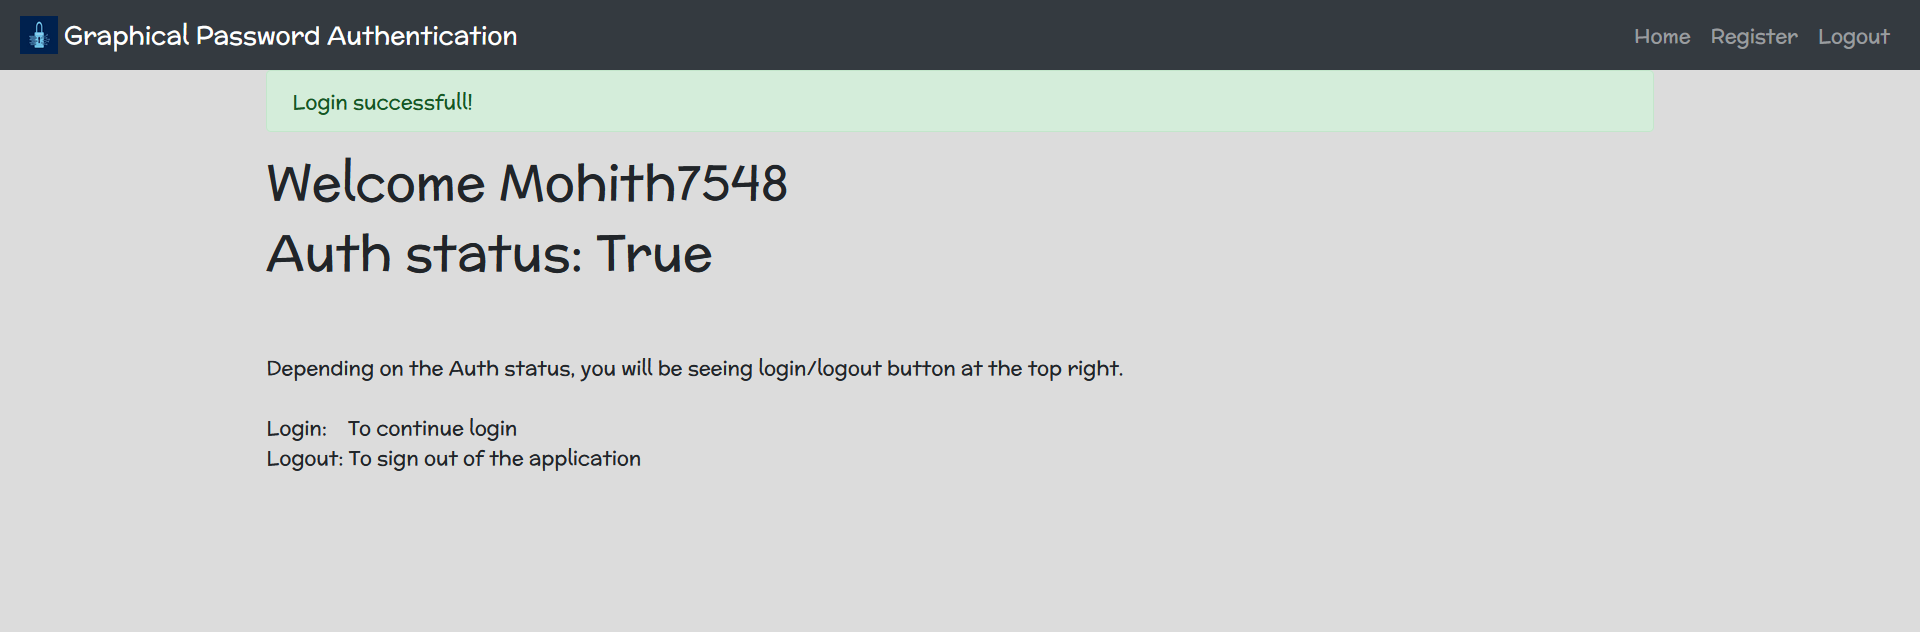 Graphical Password Authentication
Home Register Logout
Login successfull!
Welcome Mohith7548
Auth status: True
Depending on the Auth status, you will be seeing login/logout button at the top right.
Login: To continue login
Logout: To sign out of the application